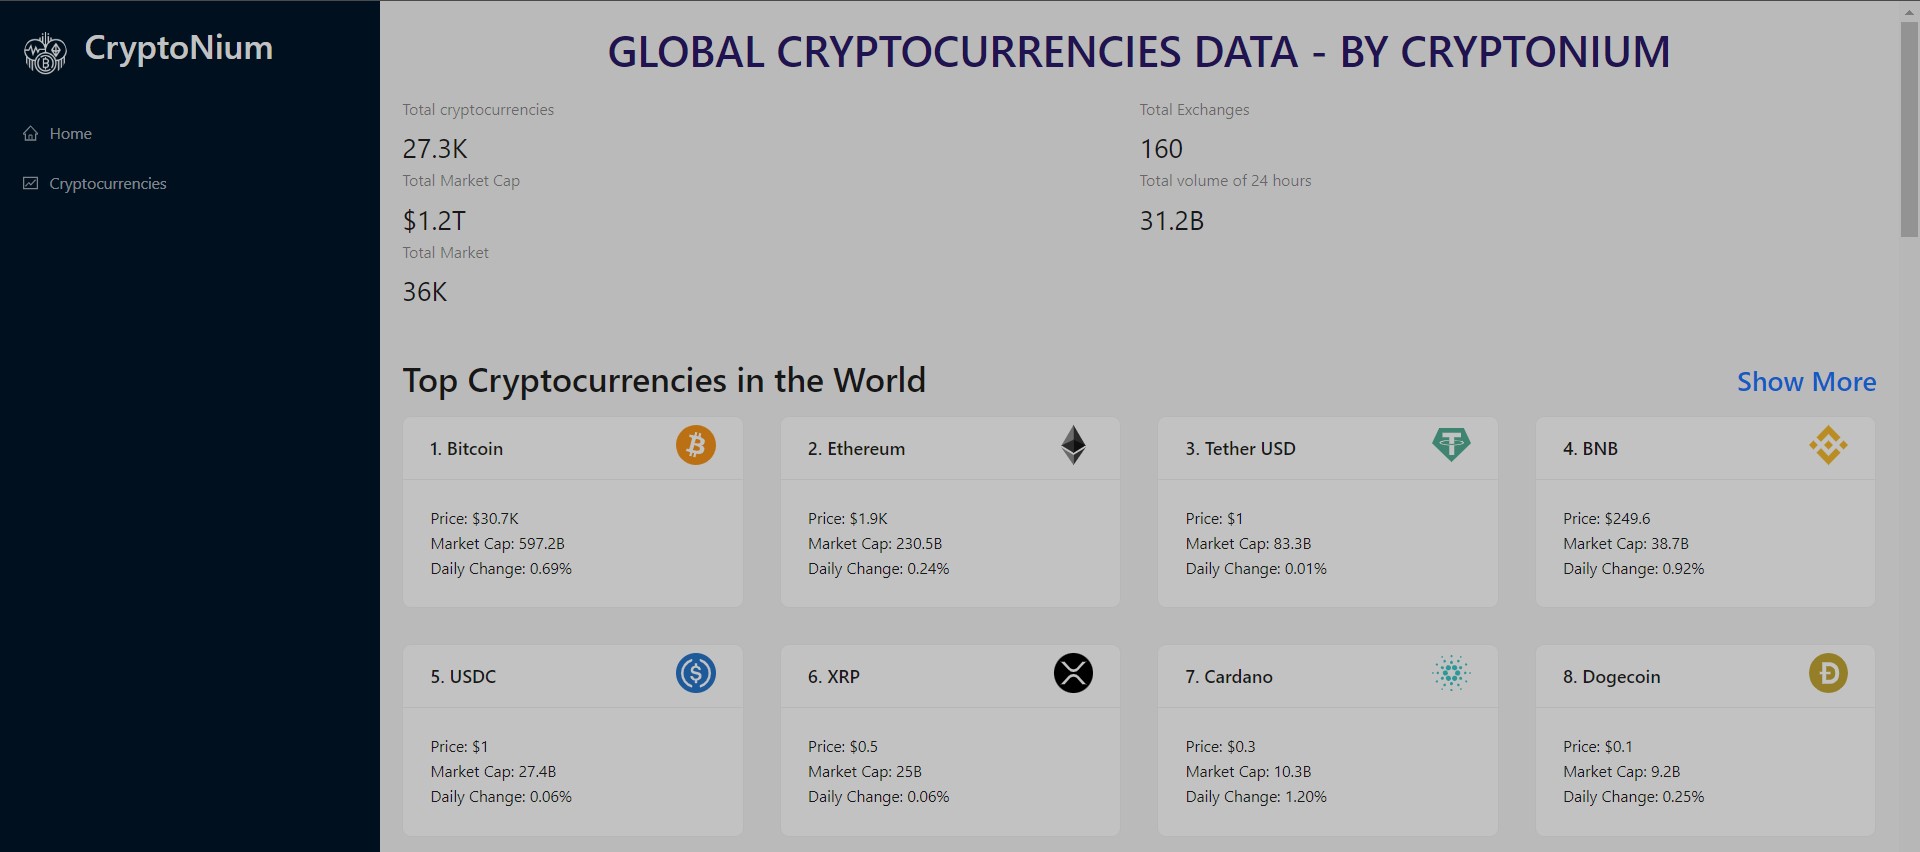 CryptoNium
Home
Cryptocurrencies
GLOBAL CRYPTOCURRENCIES DATA - BY CRYPTONIUM
Total cryptocurrencies
27.3K
Total Exchanges
160
Total Market Cap
$1.2T
Total volume of 24 hours
31.2B
Total Market
36K
Top Cryptocurrencies in the World
Show More
1. Bitcoin
Price: $30.7K
Market Cap: 597.2B
Daily Change: 0.69%
2. Ethereum
Price: $1.9K
Market Cap: 230.5B
Daily Change: 0.24%
3. Tether USD
Price: $1
Market Cap: 83.3B
Daily Change: 0.01%
4. BNB
Price: $249.6
Market Cap: 38.7B
Daily Change: 0.92%
5. USDC
Price: $1
Market Cap: 27.4B
Daily Change: 0.06%
6. XRP
Price: $0.5
Market Cap: 25B
Daily Change: 0.06%
7. Cardano
Price: $0.3
Market Cap: 10.3B
Daily Change: 1.20%
8. Dogecoin
Price: $0.1
Market Cap: 9.2B
Daily Change: 0.25%